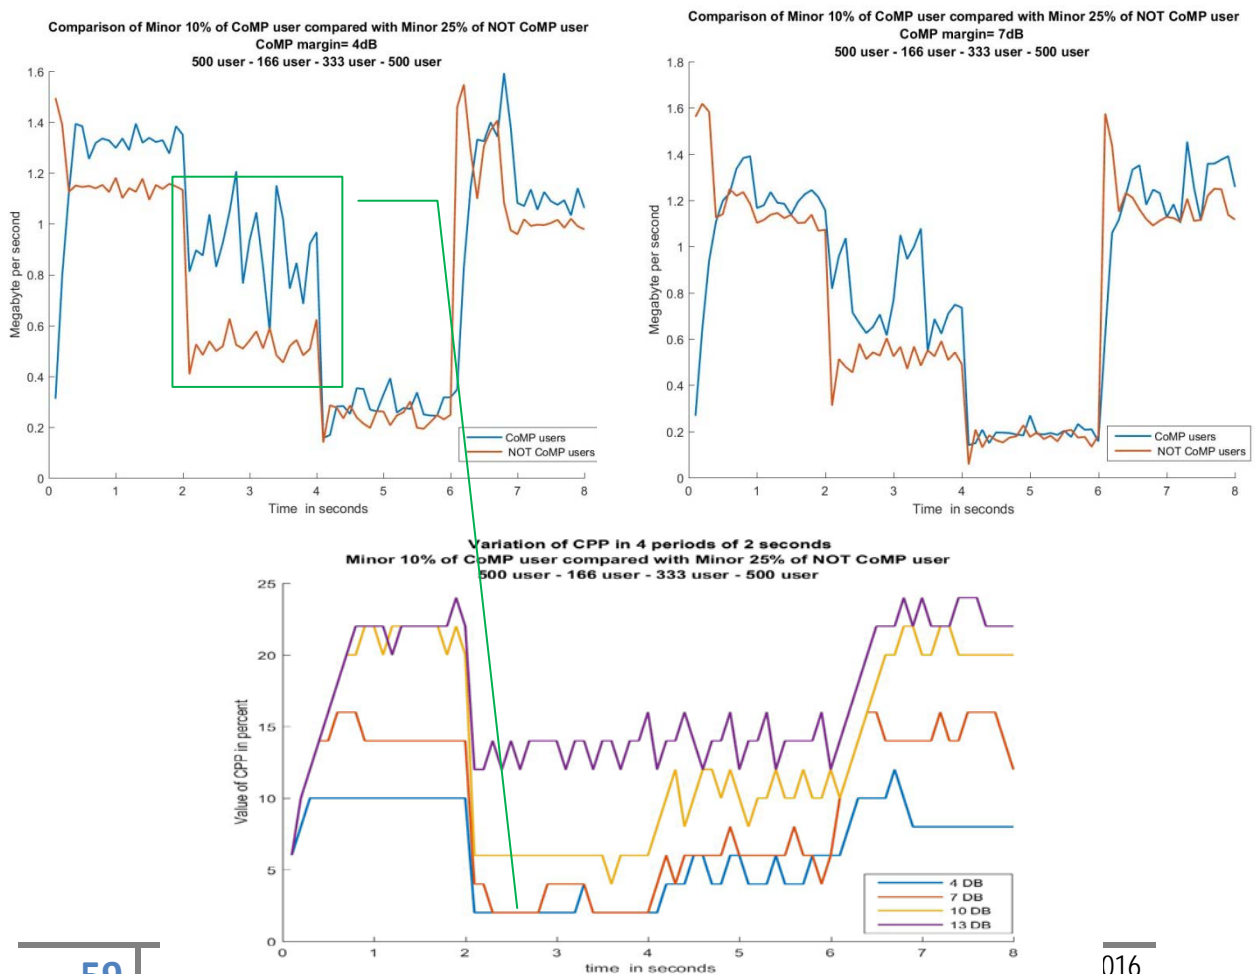 Comparison of Minor 10% of CoMP user compared with Minor 25% of NOT CoMP user
CoMP margin= 4dB
500 user - 166 user - 333 user - 500 user
1.6
1.4
1.2
1
0.8
0.6
0.4
0.2
0
Megabyte per second
0 1 2 3 4 5 6 7 8
Time in seconds
CoMP users
NOT CoMP users
Comparison of Minor 10% of CoMP user compared with Minor 25% of NOT CoMP user
CoMP margin= 7dB
500 user - 166 user - 333 user - 500 user
1.8
1.6
1.4
1.2
1
0.8
0.6
0.4
0.2
0
Megabyte per second
0 1 2 3 4 5 6 7 8
Time in seconds
CoMP users
NOT CoMP users
Variation of CPP in 4 periods of 2 seconds
Minor 10% of CoMP user compared with Minor 25% of NOT CoMP user
500 user - 166 user - 333 user - 500 user
25
20
15
10
5
0
Value of CPP in percent
0 1 2 3 4 5 6 7 8
time in seconds
4 DB
7 DB
10 DB
13 DB
59
016